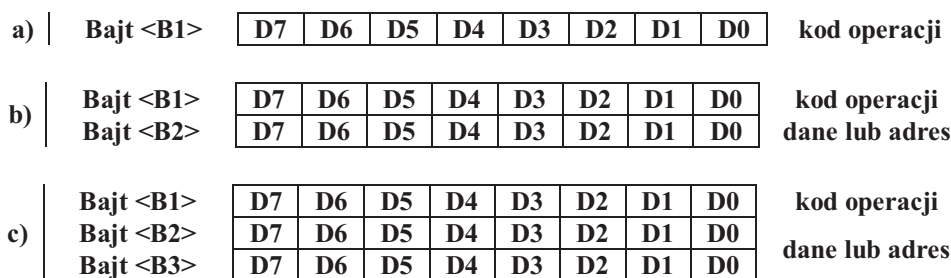 a) Bajt <B1> D7 D6 D5 D4 D3 D2 D1 D0 kod operacji
Bajt <B1> D7 D6 D5 D4 D3 D2 D1 D0 kod operacji
b)
Bajt <B2> D7 D6 D5 D4 D3 D2 D1 D0 dane lub adres
Bajt <B1> D7 D6 D5 D4 D3 D2 D1 D0 kod operacji
c) Bajt <B2> D7 D6 D5 D4 D3 D2 D1 D0
dane lub adres
Bajt <B3> D7 D6 D5 D4 D3 D2 D1 D0